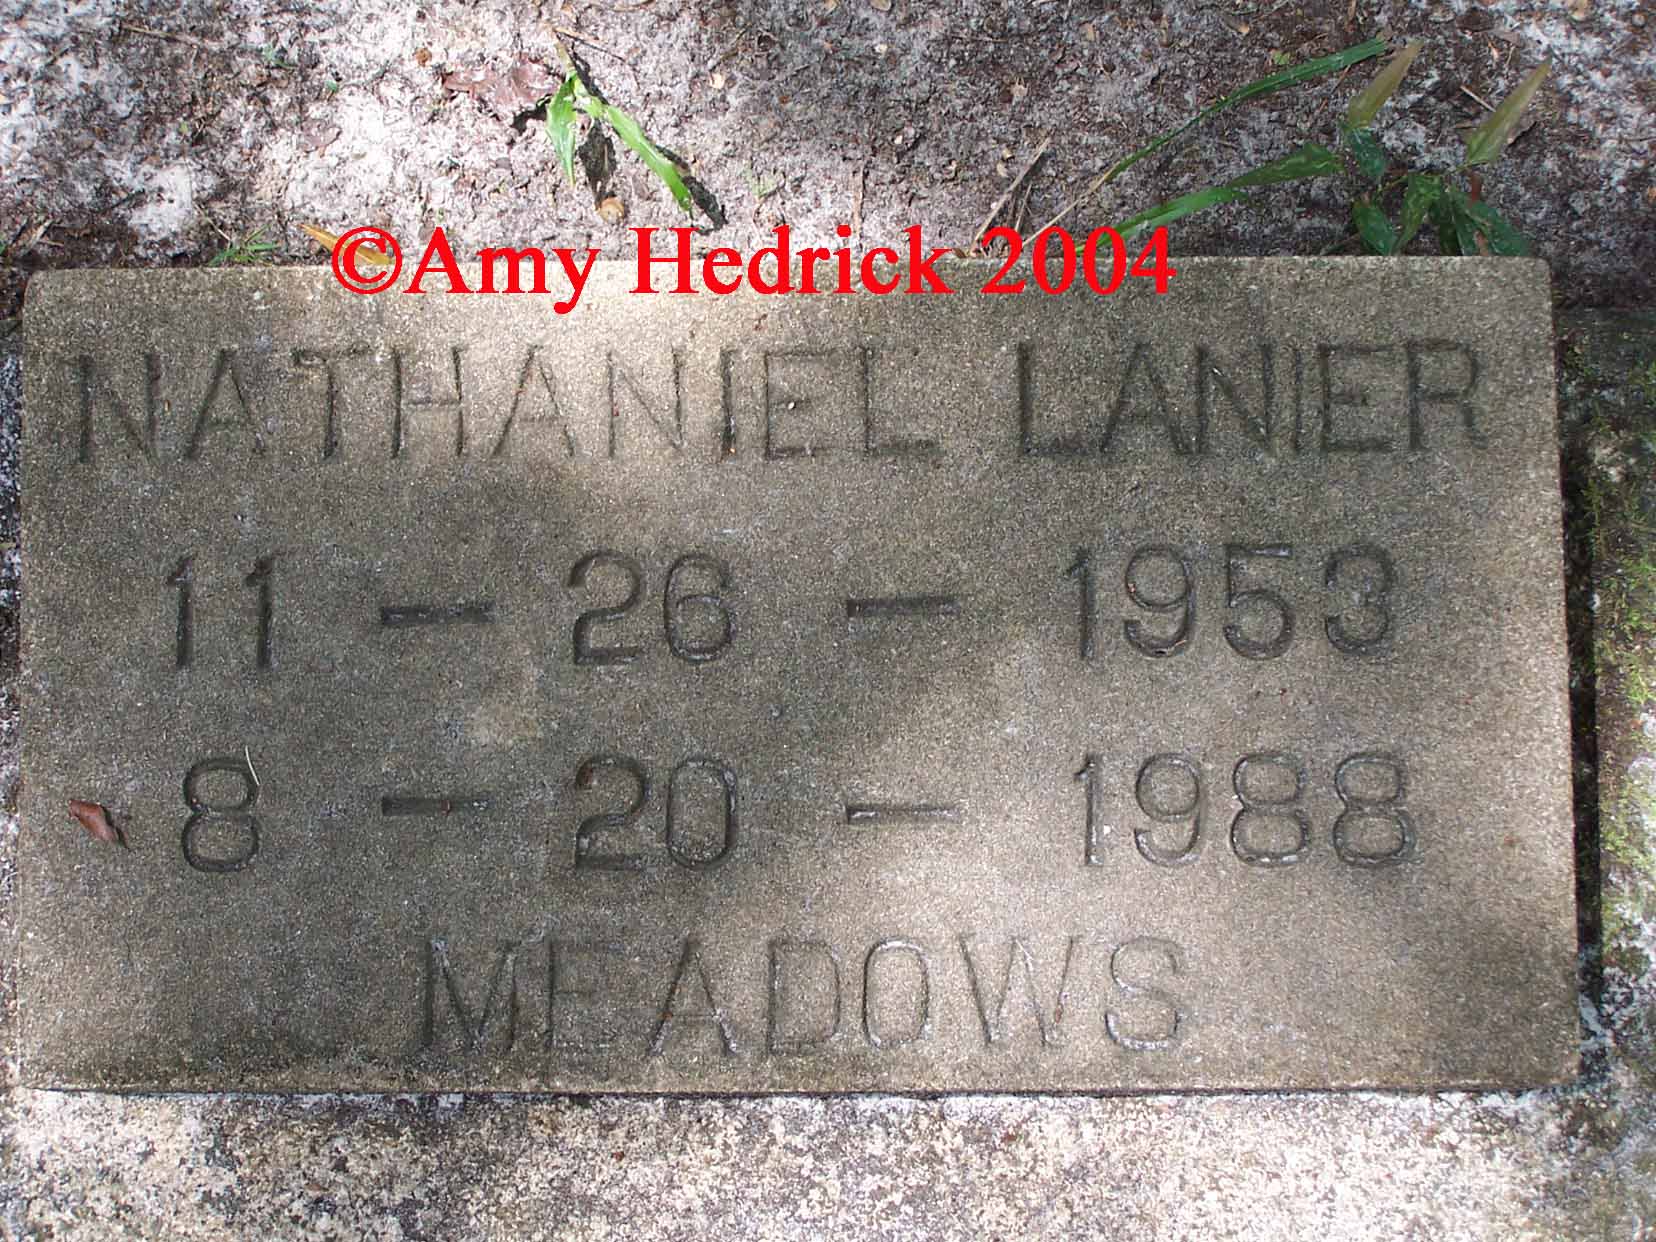 ©Amy Hedrick 2004
NATHANIEL LANIER
11 - 26 - 1953
8 - 20 - 1988
MEADOWS